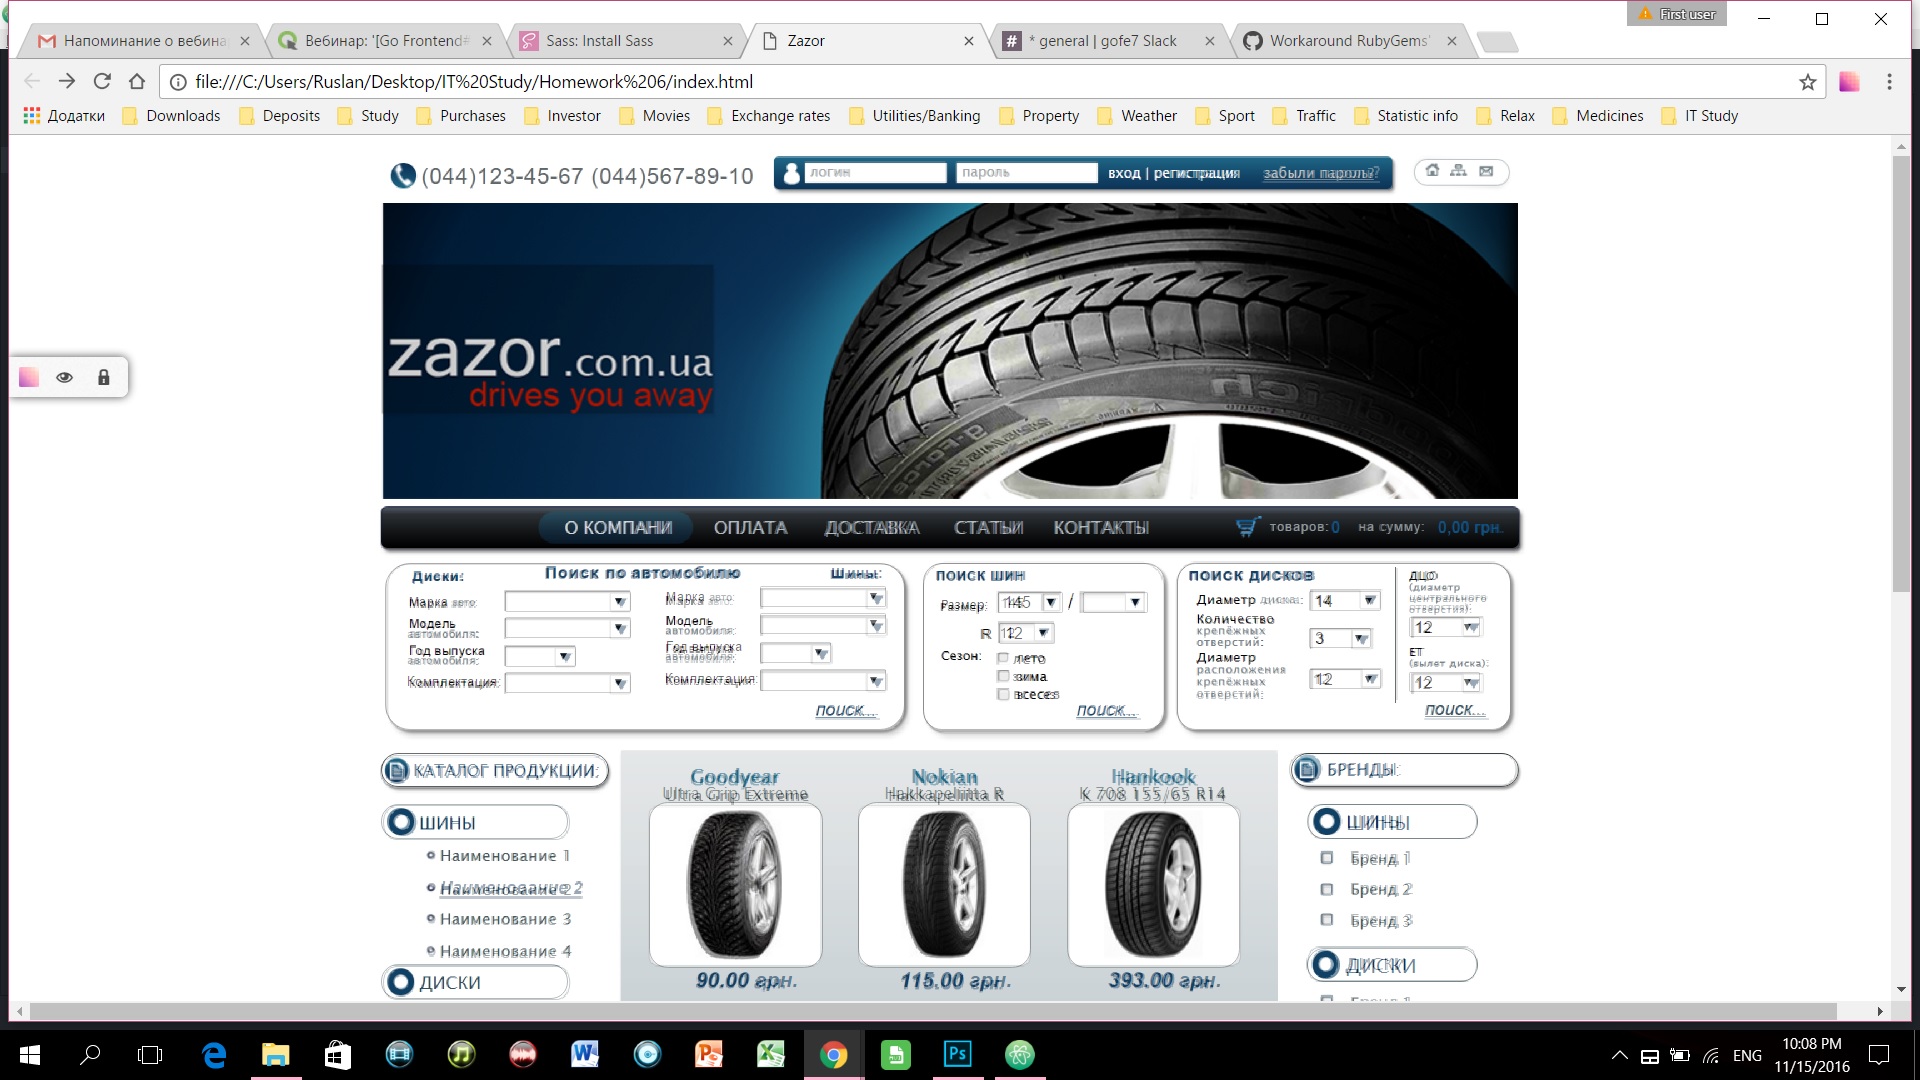 First user
Напоминание о вебина
Вебинар: '[Go Frontend#
Sass: Install Sass
Zazor
* general | gofe7 Slack
Workaround RubyGems'
file:///C:/Users/Ruslan/Desktop/IT%20Study/Homework%206/index.html
Додатки Downloads Deposits Study Purchases Investor Movies Exchange rates Utilities/Banking Property Weather Sport Traffic Statistic info Relax Medicines IT Study
(044)123-45-67 (044)567-89-10
логин пароль вход | регистрация забыли пароль?
zazor.com.ua
drives you away
О КОМПАНИ ОПЛАТА ДОСТАВКА СТАТЬИ КОНТАКТЫ товаров: 0 на сумму: 0,00 грн.
Диски: Поиск по автомобилю Шины:
Марка авто: Марка авто:
Модель автомобиля: Модель автомобиля:
Год выпуска автомобиля: Год выпуска автомобиля:
Комплектация: Комплектация:
поиск...
ПОИСК ШИН
Размер: 145 /
R 12
Сезон: лето
зима
всесез
поиск...
ПОИСК ДИСКОВ
Диаметр диска: 14
Количество крепёжных отверстий: 3
Диаметр расположения крепёжных отверстий: 12
ДЦО (диаметр центрального отверстия):
12
ET (вылет диска):
12
поиск...
КАТАЛОГ ПРОДУКЦИИ:
ШИНЫ
Наименование 1
Наименование 2
Наименование 3
Наименование 4
ДИСКИ
Goodyear
Ultra Grip Extreme
90.00 грн.
Nokian
Hakkapeliitta R
115.00 грн.
Hankook
K 708 155/65 R14
393.00 грн.
БРЕНДЫ:
ШИНЫ
Бренд 1
Бренд 2
Бренд 3
ДИСКИ
Бренд 1
ENG
10:08 PM
11/15/2016